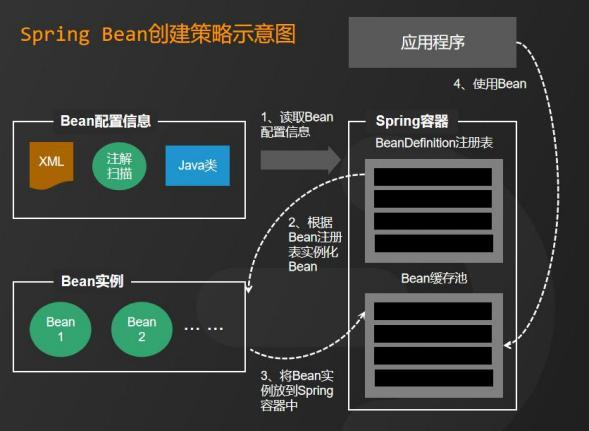 Spring Bean创建策略示意图
应用程序
4、使用Bean
Bean配置信息
XML
注解
扫描
Java类
1、读取Bean
配置信息
Spring容器
BeanDefinition注册表
2、根据
Bean注册
表实例化
Bean
Bean缓存池
Bean实例
Bean
1
Bean
2
... ...
3、将Bean实
例放到Spring
容器中